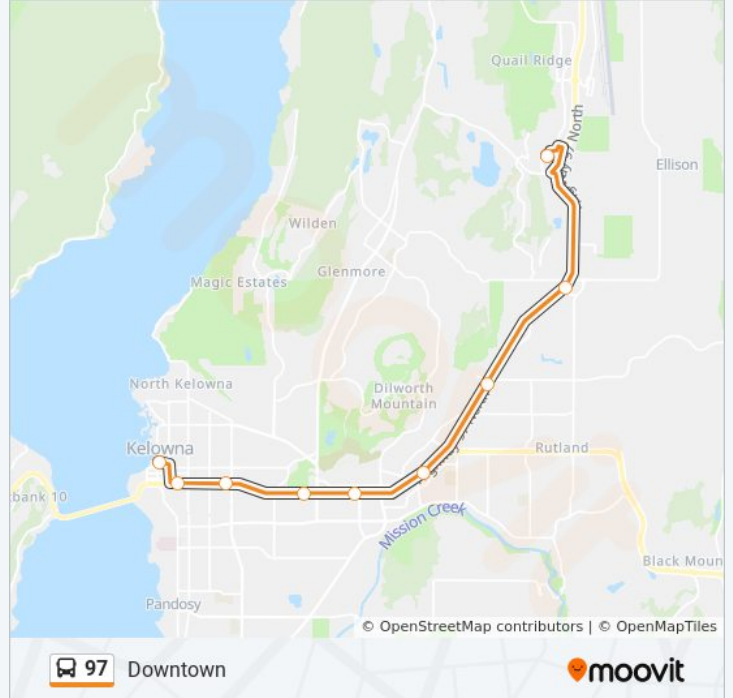 Quail Ridge
North
Ellison
Wilden
Glenmore
Magic Estates
North Kelowna
Dilworth
Mountain
Kelowna
Rutland
bank 10
Mission Creek
Black Moun
Pandosy
© OpenStreetMap contributors | © OpenMapTiles
97 Downtown
moovit